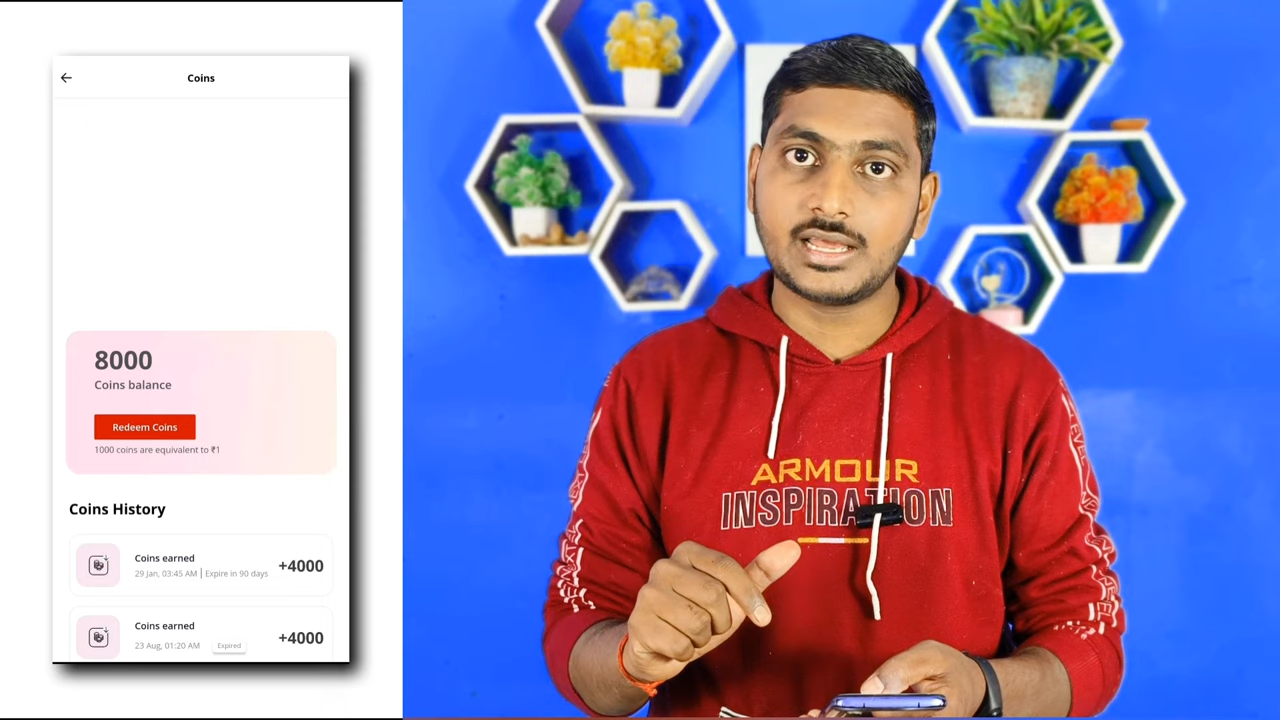 Coins
8000
Coins balance
Redeem Coins
1000 coins are equivalent to ₹1
Coins History
Coins earned
29 Jan, 03:45 AM | Expire in 90 days
+4000
Coins earned
23 Aug, 01:20 AM
Expired
+4000
ARMOUR
INSPIRATION